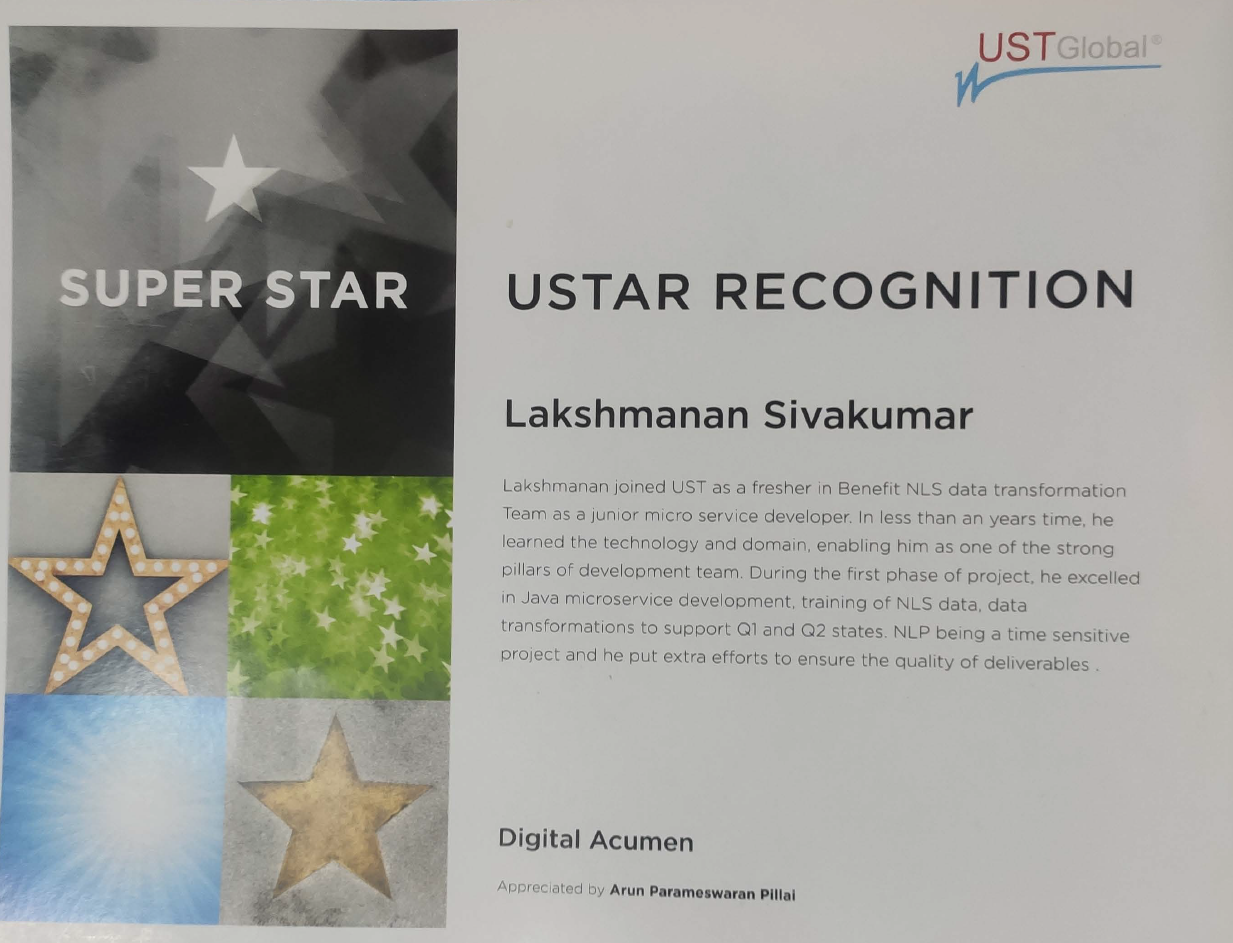 USTGlobal®
SUPER STAR
USTAR RECOGNITION
Lakshmanan Sivakumar
Lakshmanan joined UST as a fresher in Benefit NLS data transformation
Team as a junior micro service developer. In less than an years time, he
learned the technology and domain, enabling him as one of the strong
pillars of development team. During the first phase of project, he excelled
in Java microservice development, training of NLS data, data
transformations to support Q1 and Q2 states. NLP being a time sensitive
project and he put extra efforts to ensure the quality of deliverables .
Digital Acumen
Appreciated by Arun Parameswaran Pillai